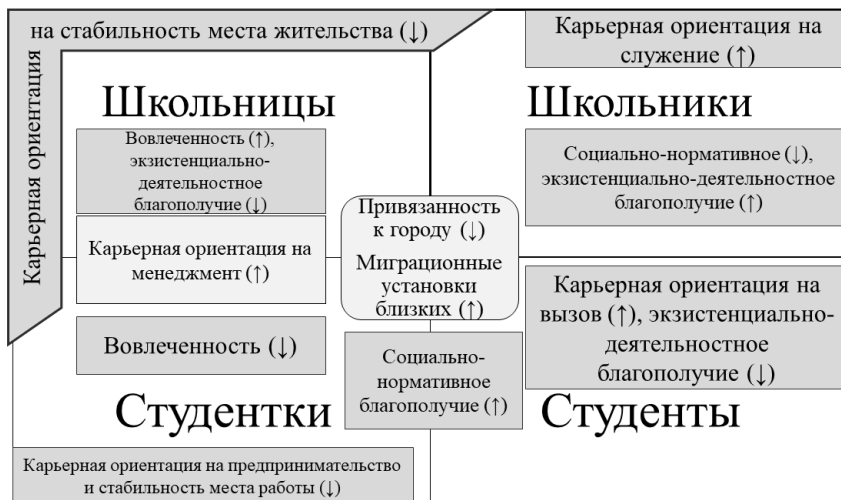 на стабильность места жительства (↓)
Карьерная ориентация
Карьерная ориентация на
служение (↑)
Школьницы
Школьники
Вовлеченность (↑),
экзистенциально-
деятельностное
благополучие (↓)
Социально-нормативное (↓),
экзистенциально-деятельностное
благополучие (↑)
Карьерная ориентация на
менеджмент (↑)
Привязанность
к городу (↓)
Миграционные
установки
близких (↑)
Карьерная ориентация на
вызов (↑), экзистенциально-
деятельностное
благополучие (↓)
Вовлеченность (↓)
Социально-
нормативное
благополучие (↑)
Студентки
Студенты
Карьерная ориентация на предпринимательство
и стабильность места работы (↓)